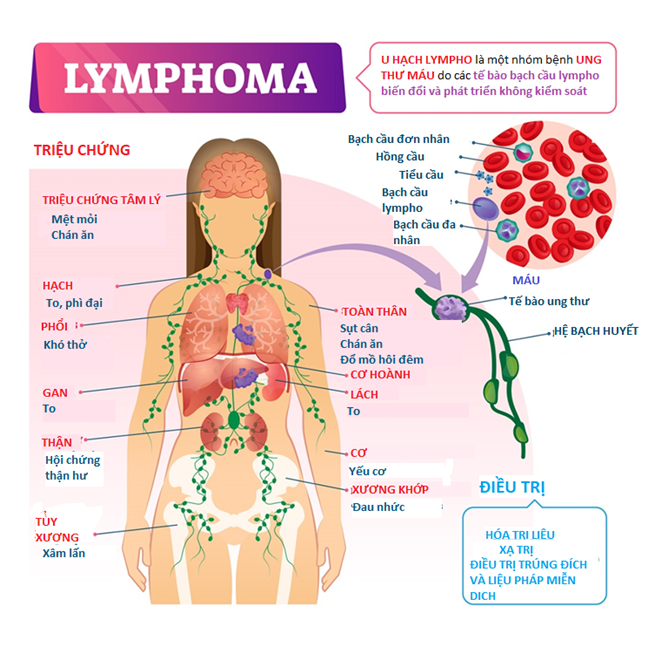 LYMPHOMA
U HẠCH LYMPHO là một nhóm bệnh UNG
THƯ MÁU do các tế bào bạch cầu lympho
biến đổi và phát triển không kiểm soát
TRIỆU CHỨNG
TRIỆU CHỨNG TÂM LÝ
Mệt mỏi
Chán ăn
HẠCH
To, phì đại
PHỔI
Khó thở
GAN
To
THẬN
Hội chứng
thận hư
TỦY
XƯƠNG
Xâm lấn
Bạch cầu đơn nhân
Hồng cầu
Tiểu cầu
Bạch cầu
lympho
Bạch cầu đa
nhân
MÁU
Tế bào ung thư
HỆ BẠCH HUYẾT
TOÀN THÂN
Sụt cân
Chán ăn
Đổ mồ hôi đêm
CƠ HOÀNH
LÁCH
To
CƠ
Yếu cơ
XƯƠNG KHỚP
Đau nhức
ĐIỀU TRỊ
HÓA TRI LIÊU
XẠ TRỊ
ĐIỀU TRỊ TRÚNG ĐÍCH
VÀ LIỆU PHÁP MIỄN
DICH